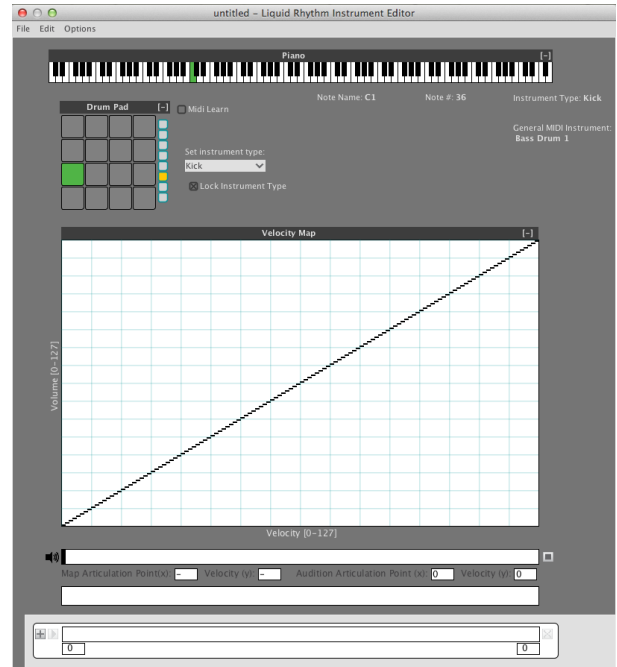 untitled – Liquid Rhythm Instrument Editor
File Edit Options
Piano [-]
Note Name: C1 Note #: 36 Instrument Type: Kick
Drum Pad [-] Midi Learn
General MIDI Instrument:
Bass Drum 1
Set instrument type:
Kick
Lock Instrument Type
Velocity Map [-]
Volume [0-127]
Velocity [0-127]
Map Articulation Point(x): - Velocity (y): - Audition Articulation Point (x): 0 Velocity (y): 0
0 0